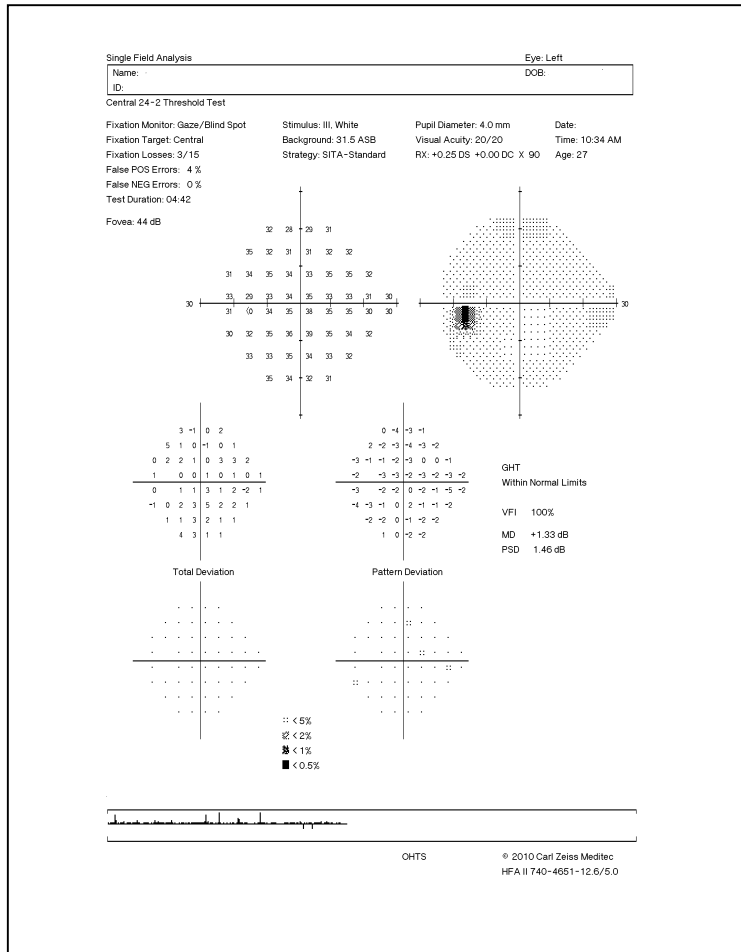 Single Field Analysis Eye: Left
Name: DOB:
ID:
Central 24-2 Threshold Test
Fixation Monitor: Gaze/Blind Spot Stimulus: III, White Pupil Diameter: 4.0 mm Date:
Fixation Target: Central Background: 31.5 ASB Visual Acuity: 20/20 Time: 10:34 AM
Fixation Losses: 3/15 Strategy: SITA-Standard RX: +0.25 DS +0.00 DC X 90 Age: 27
False POS Errors: 4 %
False NEG Errors: 0 %
Test Duration: 04:42
Fovea: 44 dB
32 28 29 31
35 32 31 31 32 32
31 34 35 34 33 35 35 32
30 33 29 33 34 35 33 33 31 30 30
31 (0 34 35 38 35 35 30 30
30 32 35 36 39 35 34 32
33 33 35 34 33 32
35 34 32 31
3 -1 0 2
5 1 0 -1 0 1
0 2 2 1 0 3 3 2
1 0 0 1 0 1 0 1
0 1 1 3 1 2 -2 1
-1 0 2 3 5 2 2 1
1 1 3 2 1 1
4 3 1 1
Total Deviation
0 -4 -3 -1
2 -2 -3 -4 -3 -2
-3 -1 -1 -2 -3 0 0 -1
-2 -3 -3 -2 -3 -2 -3 -2
-3 -2 -2 0 -2 -1 -5 -2
-4 -3 -1 0 2 -1 -1 -2
-2 -2 0 -1 -2 -2
1 0 -2 -2
Pattern Deviation
GHT
Within Normal Limits
VFI 100%
MD +1.33 dB
PSD 1.46 dB
< 5%
< 2%
< 1%
< 0.5%
OHTS © 2010 Carl Zeiss Meditec
HFA II 740-4651-12.6/5.0